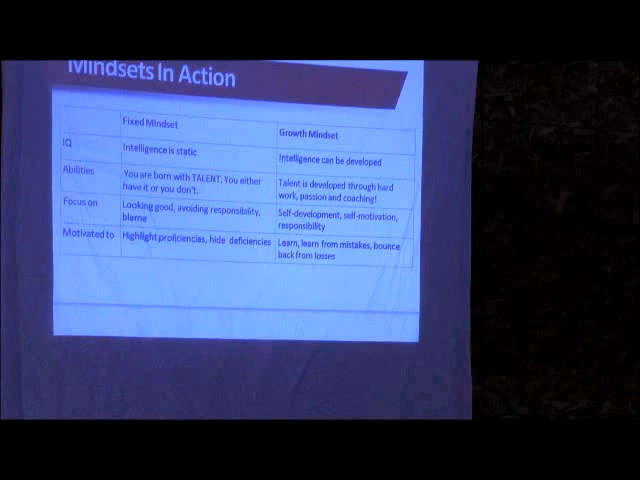 Mindsets In Action
Fixed Mindset
Growth Mindset
IQ
Intelligence is static
Intelligence can be developed
Abilities
You are born with TALENT. You either
have it or you don't.
Talent is developed through hard
work, passion and coaching!
Focus on
Looking good, avoiding responsibility,
blame
Self-development, self-motivation,
responsibility
Motivated to
Highlight proficiencies, hide deficiencies
Learn, learn from mistakes, bounce
back from losses